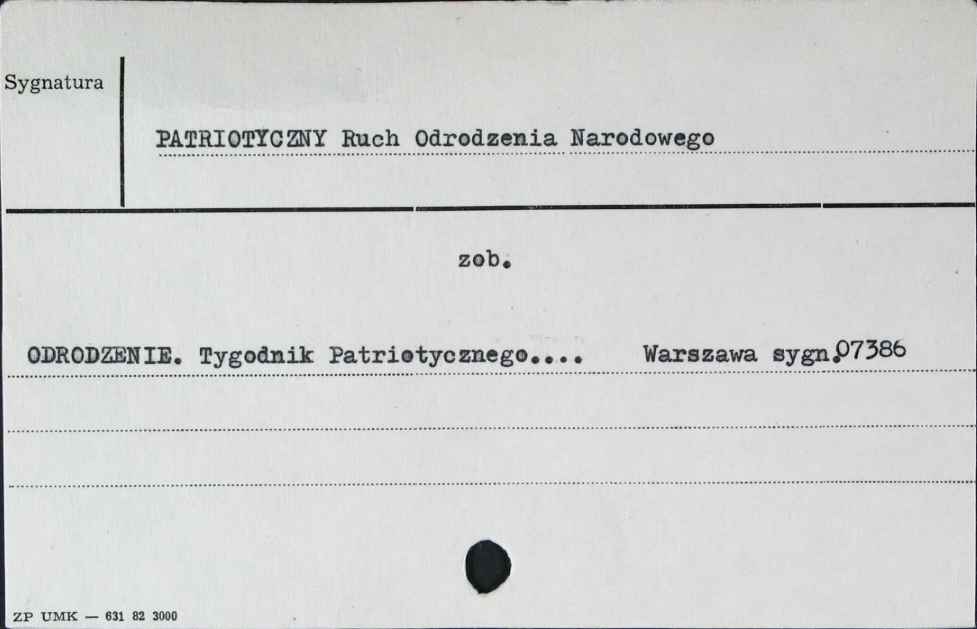 Sygnatura
PATRIOTYCZNY Ruch Odrodzenia Narodowego
zob.
ODRODZENIE. Tygodnik Patriotycznego.... Warszawa sygn.07386
ZP UMK — 631 82 3000